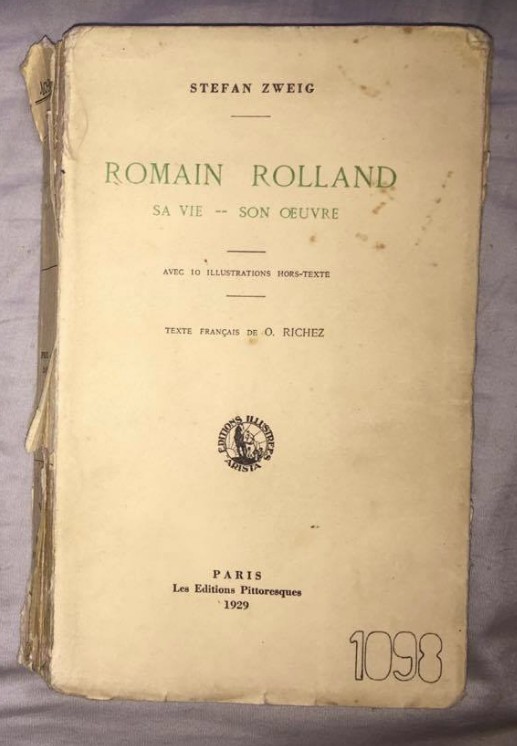 STEFAN ZWEIG
ROMAIN ROLLAND
SA VIE -- SON ŒUVRE
AVEC 10 ILLUSTRATIONS HORS-TEXTE
TEXTE FRANÇAIS DE O. RICHEZ
EDITIONS ILLUSTREES
ARISTA
PARIS
Les Editions Pittoresques
1929
1098